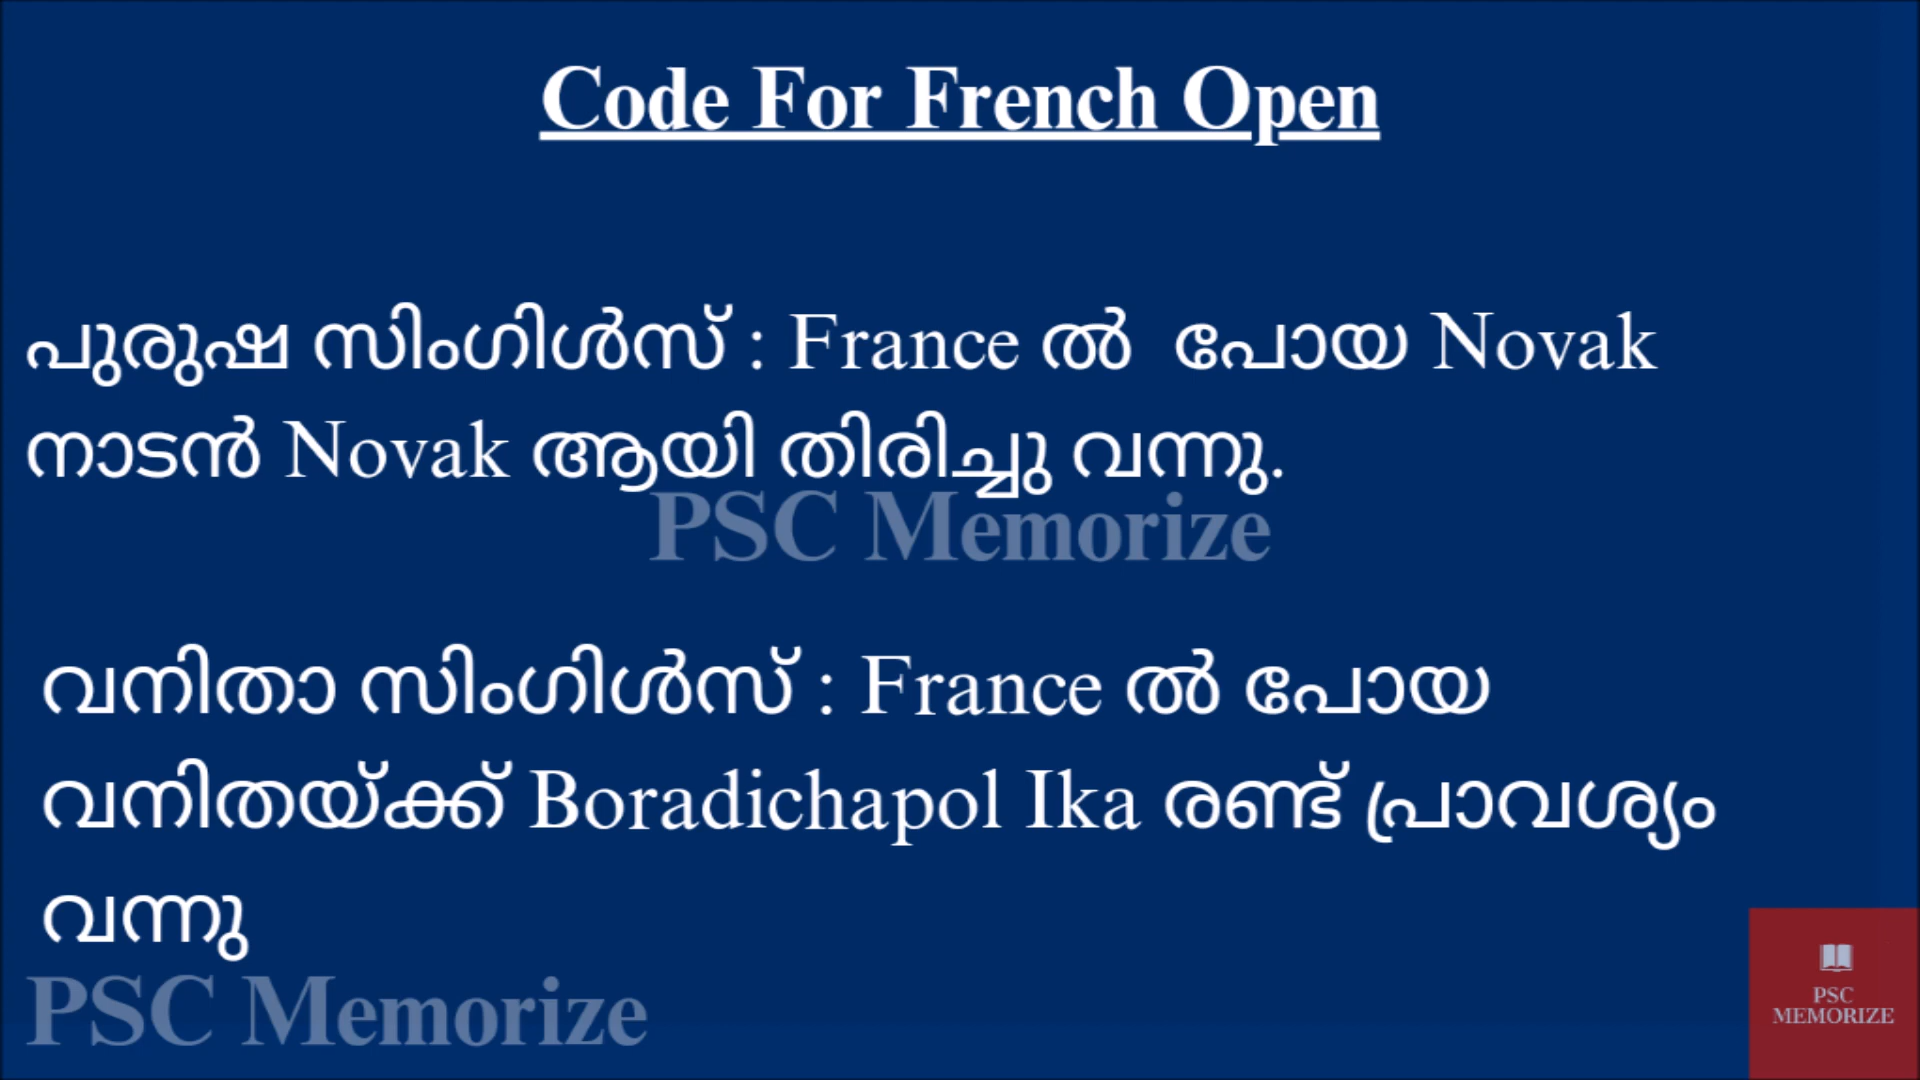 Code For French Open
പുരുഷ സിംഗിൾസ് : France ൽ പോയ Novak
നാടൻ Novak ആയി തിരിച്ചു വന്നു.
PSC Memorize
വനിതാ സിംഗിൾസ് : France ൽ പോയ
വനിതയ്ക്ക് Boradichapol Ika രണ്ട് പ്രാവശ്യം
വന്നു
PSC Memorize
PSC
MEMORIZE